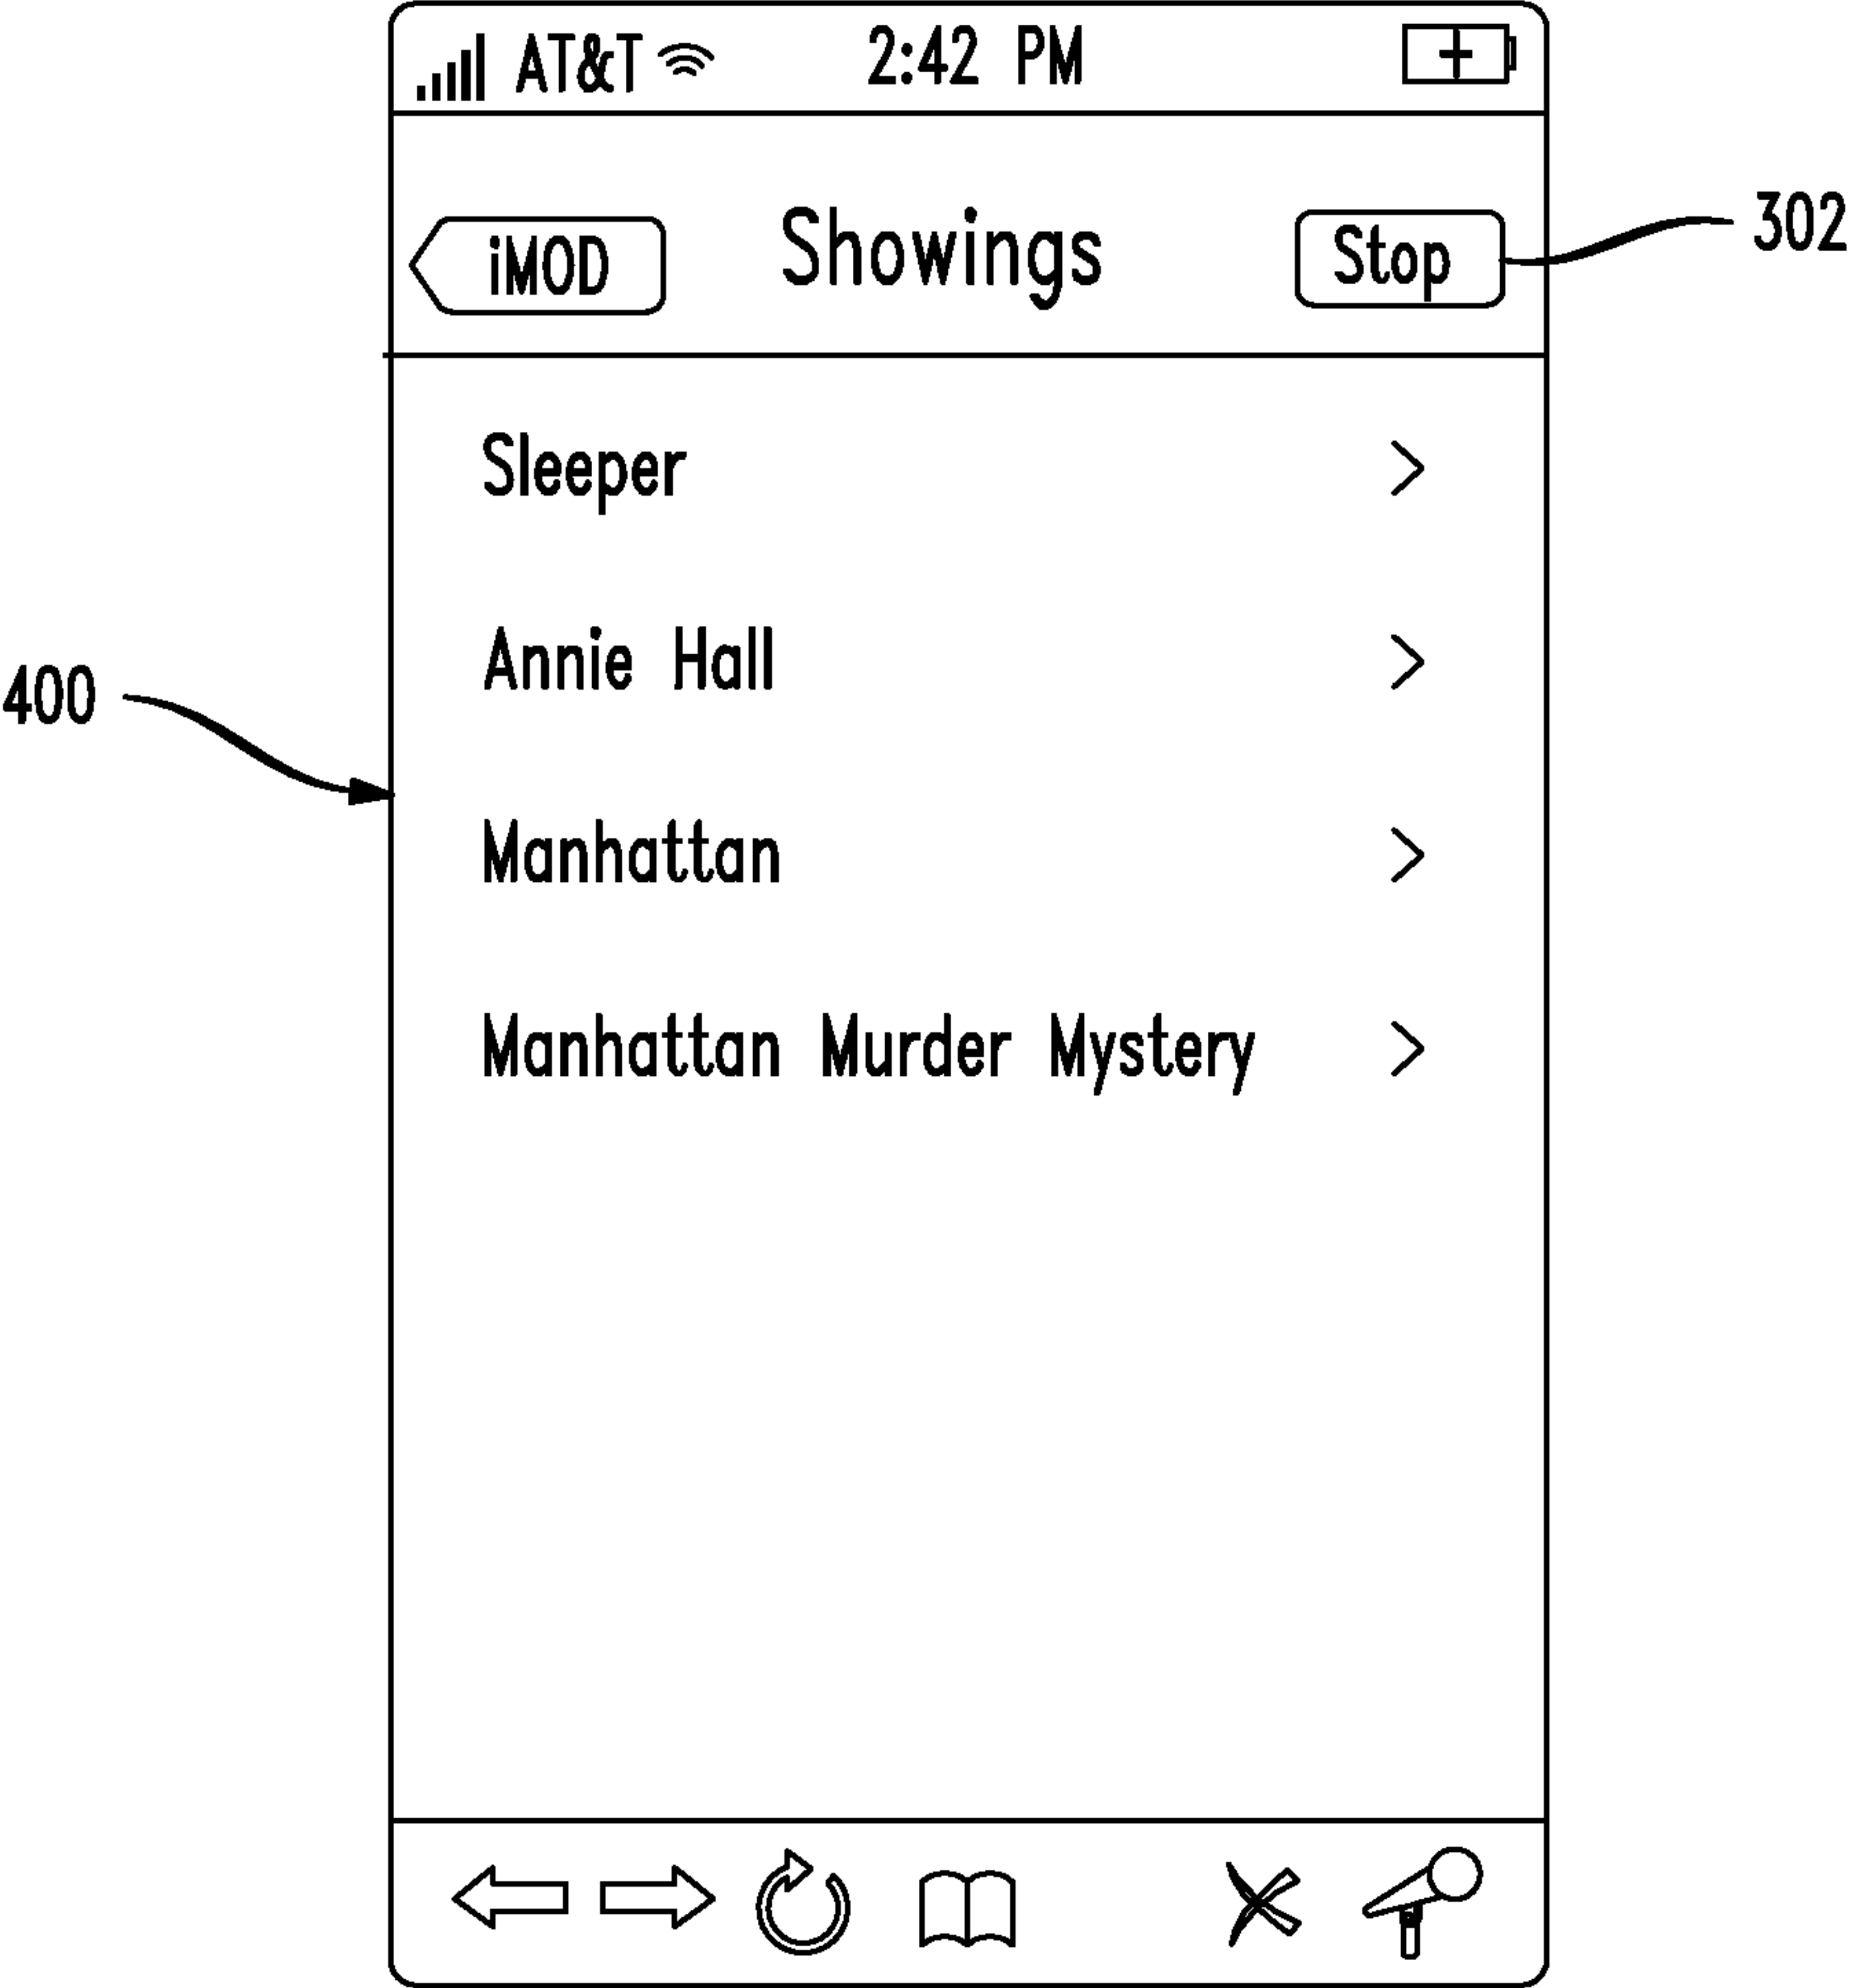 AT&T 2:42 PM
iMOD Showings Stop
302
Sleeper
Annie Hall
400
Manhattan
Manhattan Murder Mystery